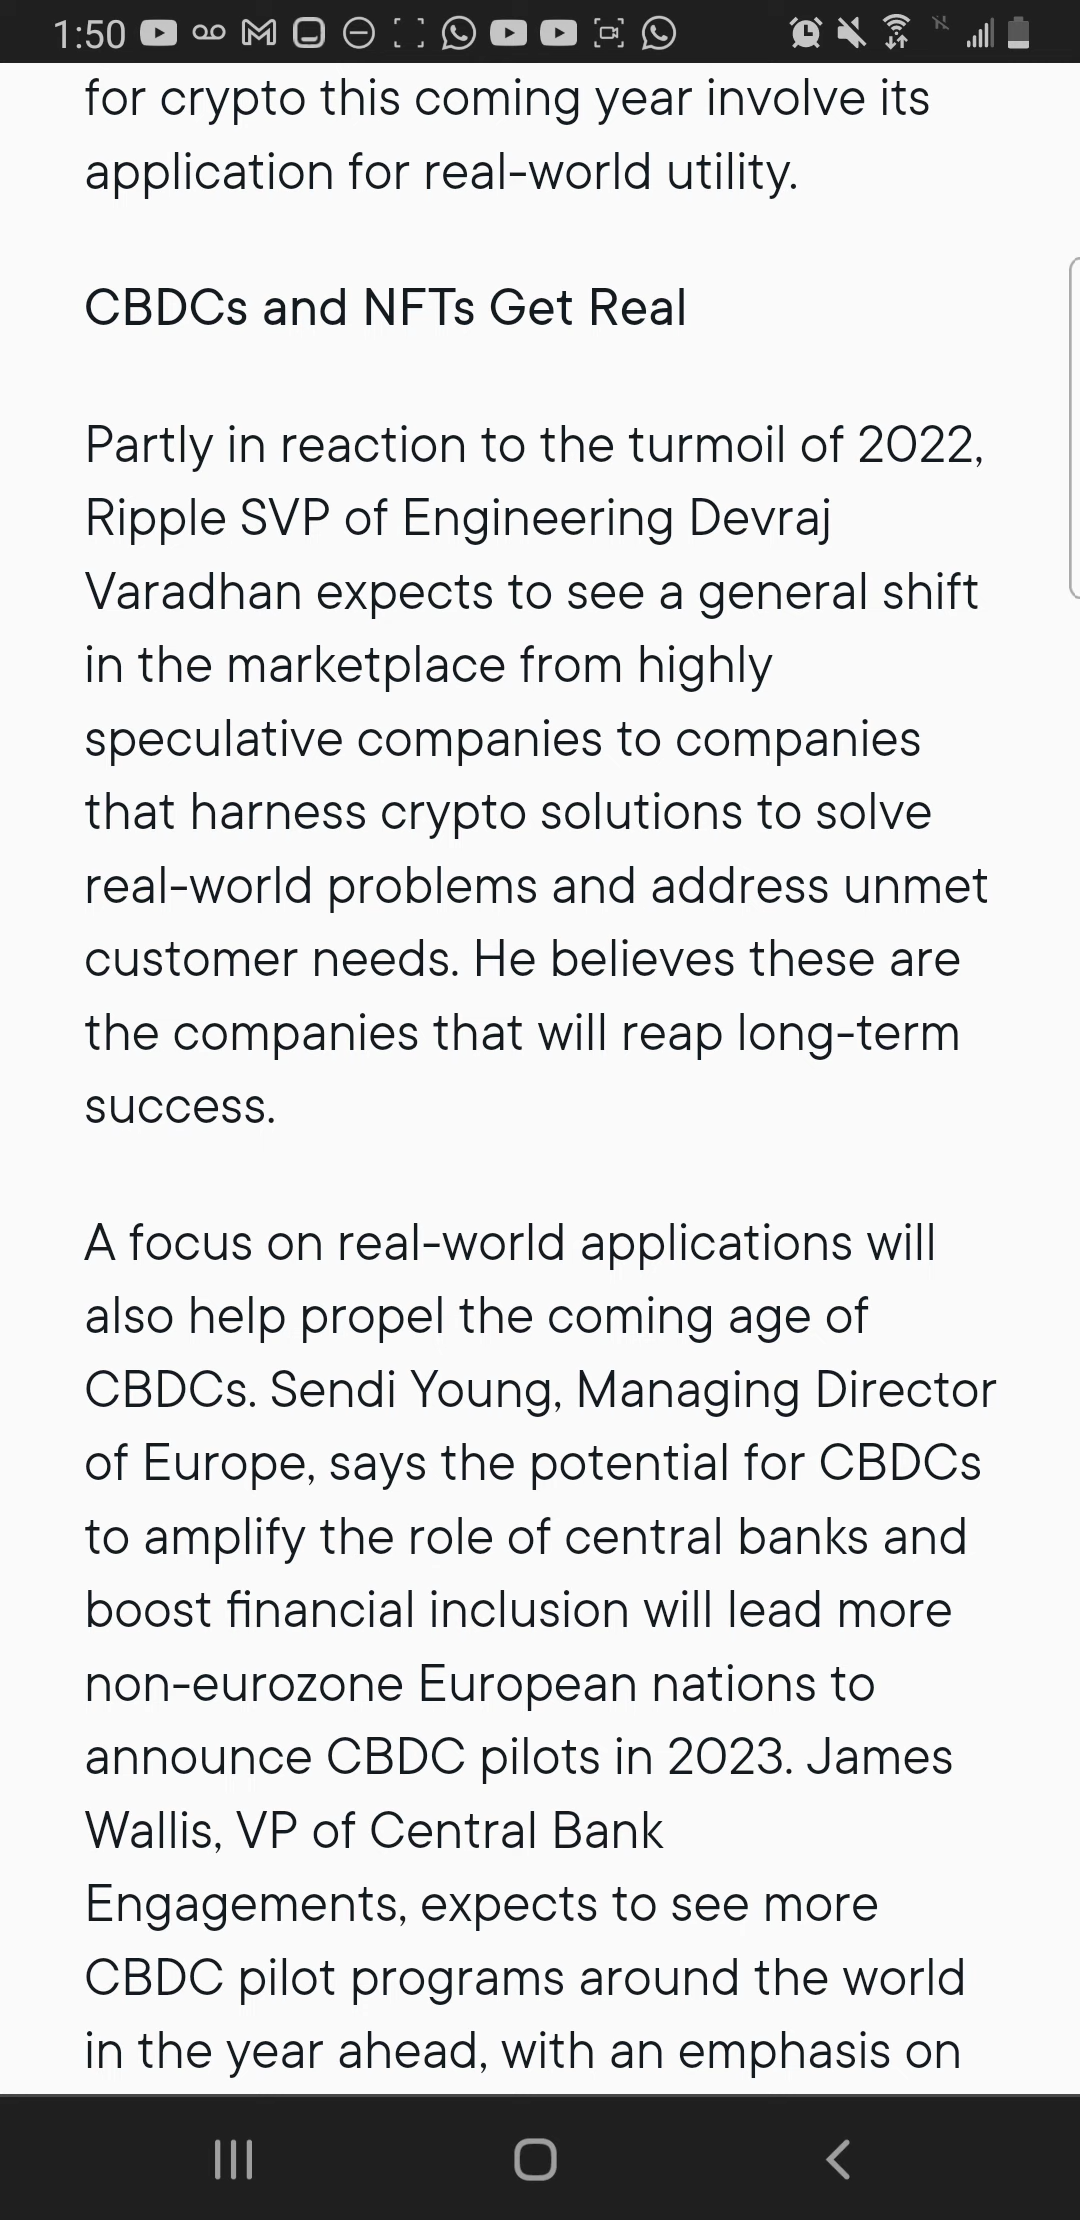 1:50
for crypto this coming year involve its
application for real-world utility.
CBDCs and NFTs Get Real
Partly in reaction to the turmoil of 2022,
Ripple SVP of Engineering Devraj
Varadhan expects to see a general shift
in the marketplace from highly
speculative companies to companies
that harness crypto solutions to solve
real-world problems and address unmet
customer needs. He believes these are
the companies that will reap long-term
success.
A focus on real-world applications will
also help propel the coming age of
CBDCs. Sendi Young, Managing Director
of Europe, says the potential for CBDCs
to amplify the role of central banks and
boost financial inclusion will lead more
non-eurozone European nations to
announce CBDC pilots in 2023. James
Wallis, VP of Central Bank
Engagements, expects to see more
CBDC pilot programs around the world
in the year ahead, with an emphasis on